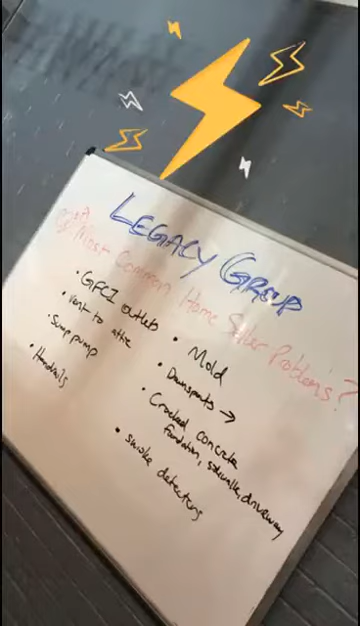 LEGACY GROUP
Most Common Home Seller Problems?
• GFCI outlets
• vent to attic
• Sump pump
• Handrails
• Mold
• Downspouts →
• Cracked concrete
foundation, sidewalks, driveway
• smoke detectors